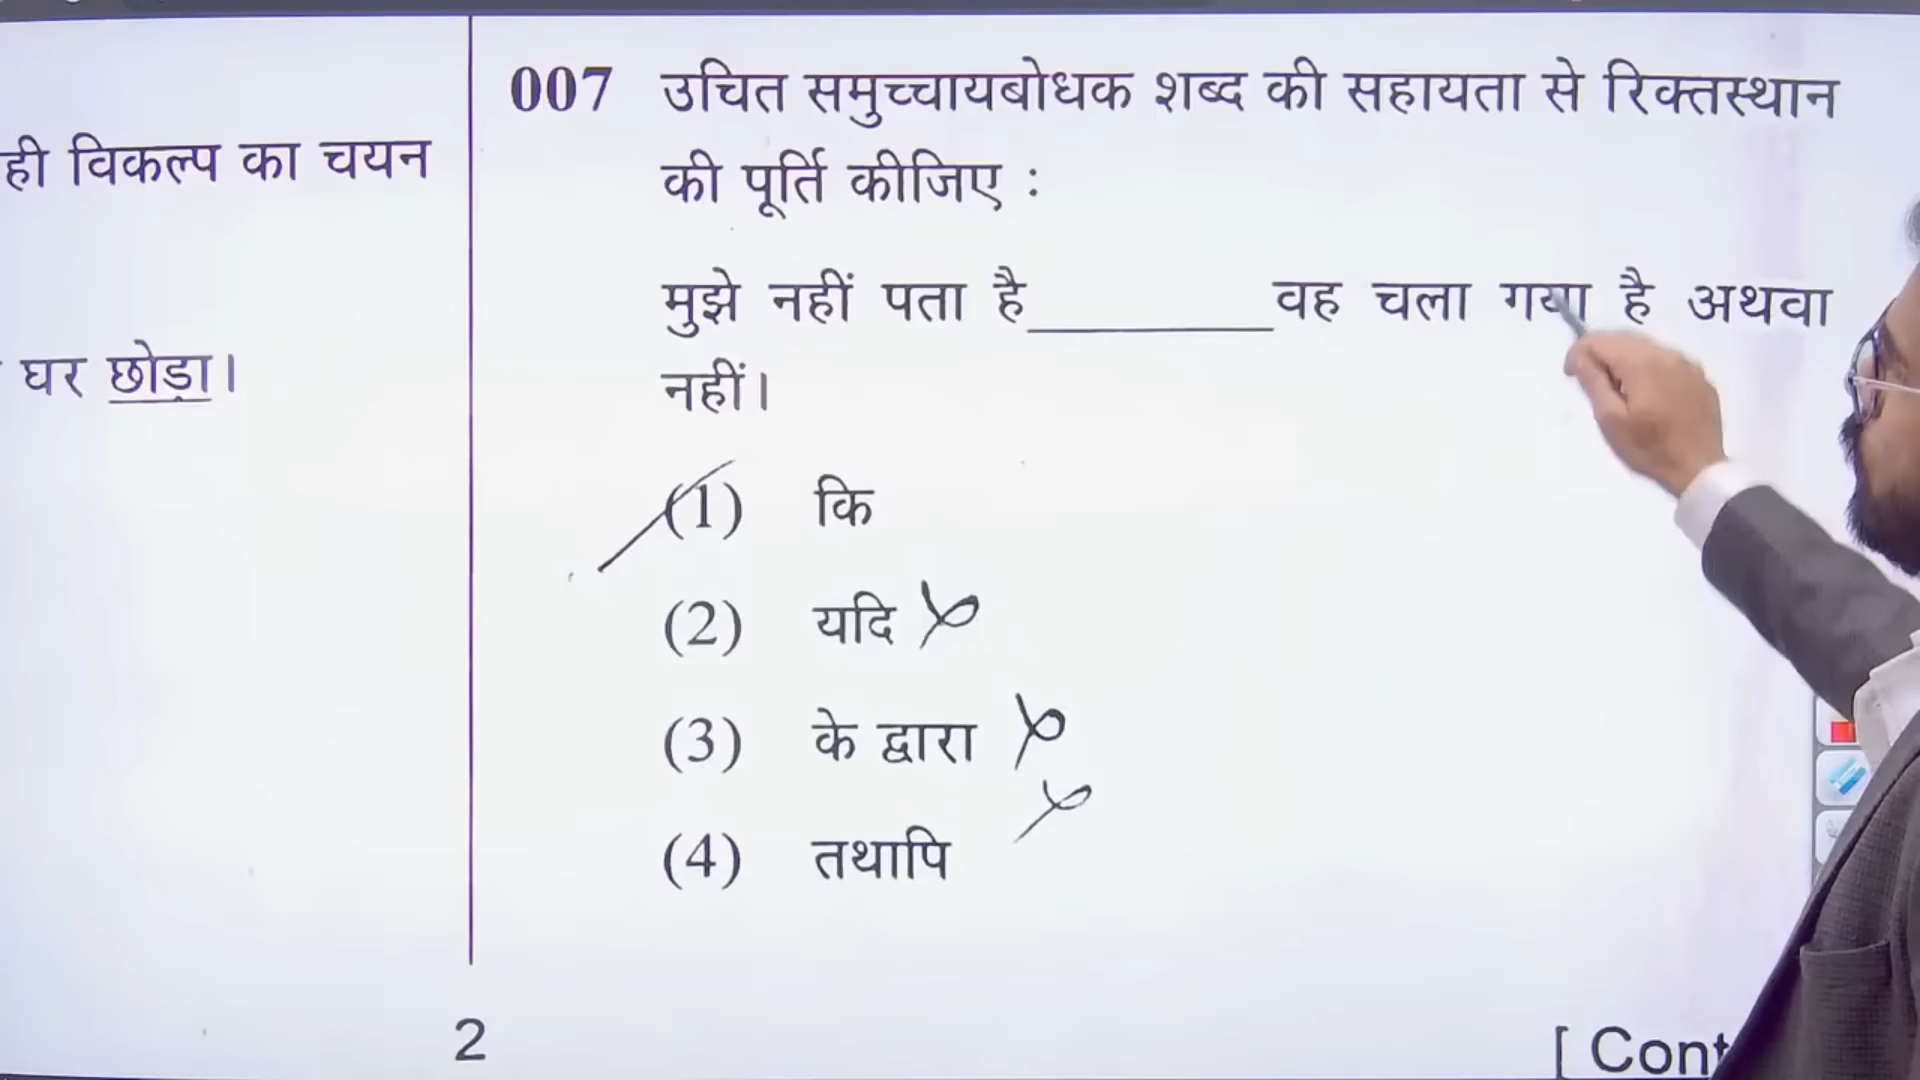 ही विकल्प का चयन
घर छोड़ा।
007 उचित समुच्चायबोधक शब्द की सहायता से रिक्तस्थान
की पूर्ति कीजिए :
मुझे नहीं पता है________वह चला गया है अथवा
नहीं।
(1) कि
(2) यदि
(3) के द्वारा
(4) तथापि
2
[ Cont